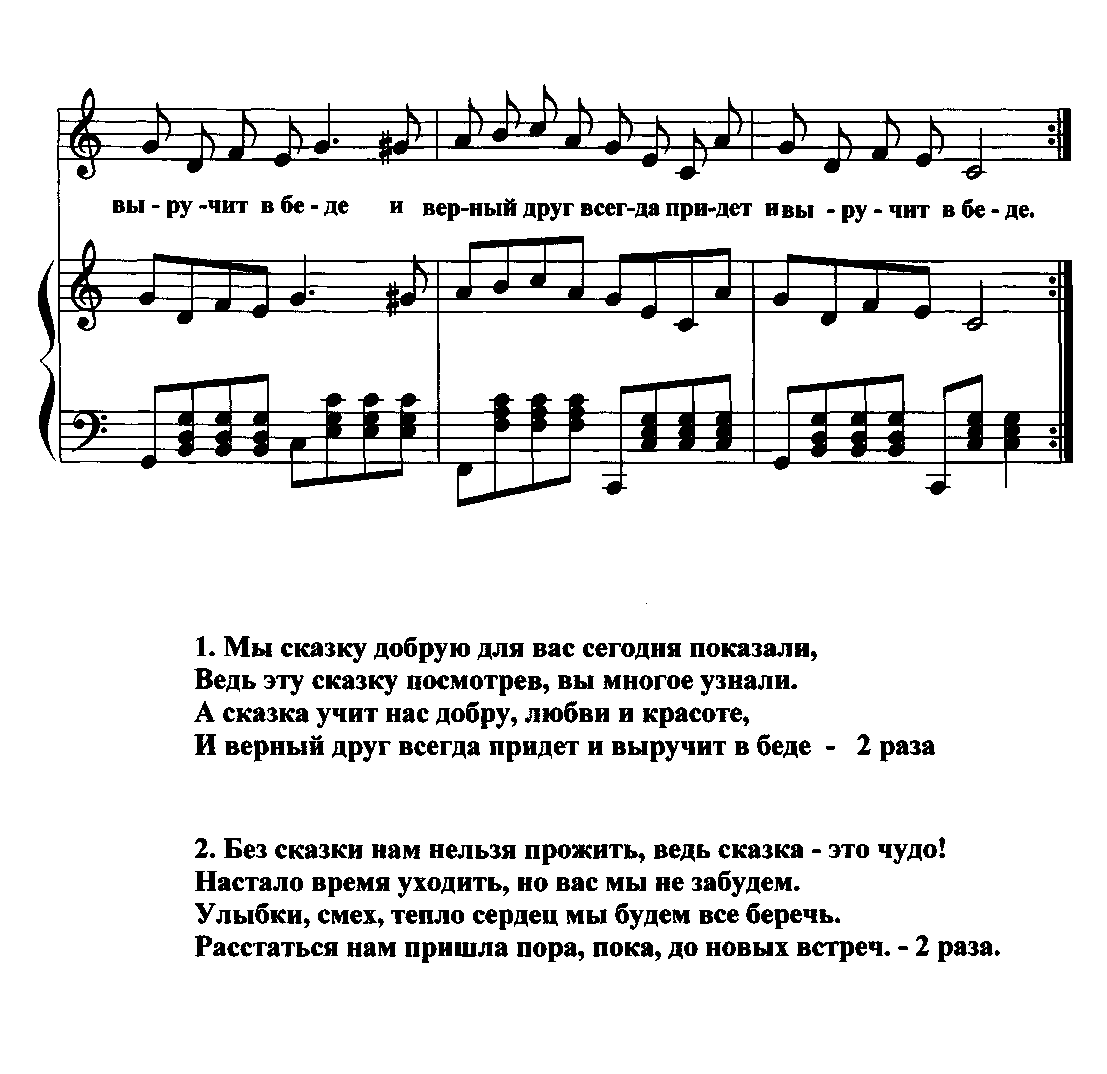 вы - ру -чит в бе - де и вер-ный друг всег-да при-дет и вы - ру - чит в бе - де.
1. Мы сказку добрую для вас сегодня показали,
Ведь эту сказку посмотрев, вы многое узнали.
А сказка учит нас добру, любви и красоте,
И верный друг всегда придет и выручит в беде - 2 раза
2. Без сказки нам нельзя прожить, ведь сказка - это чудо!
Настало время уходить, но вас мы не забудем.
Улыбки, смех, тепло сердец мы будем все беречь.
Расстаться нам пришла пора, пока, до новых встреч. - 2 раза.